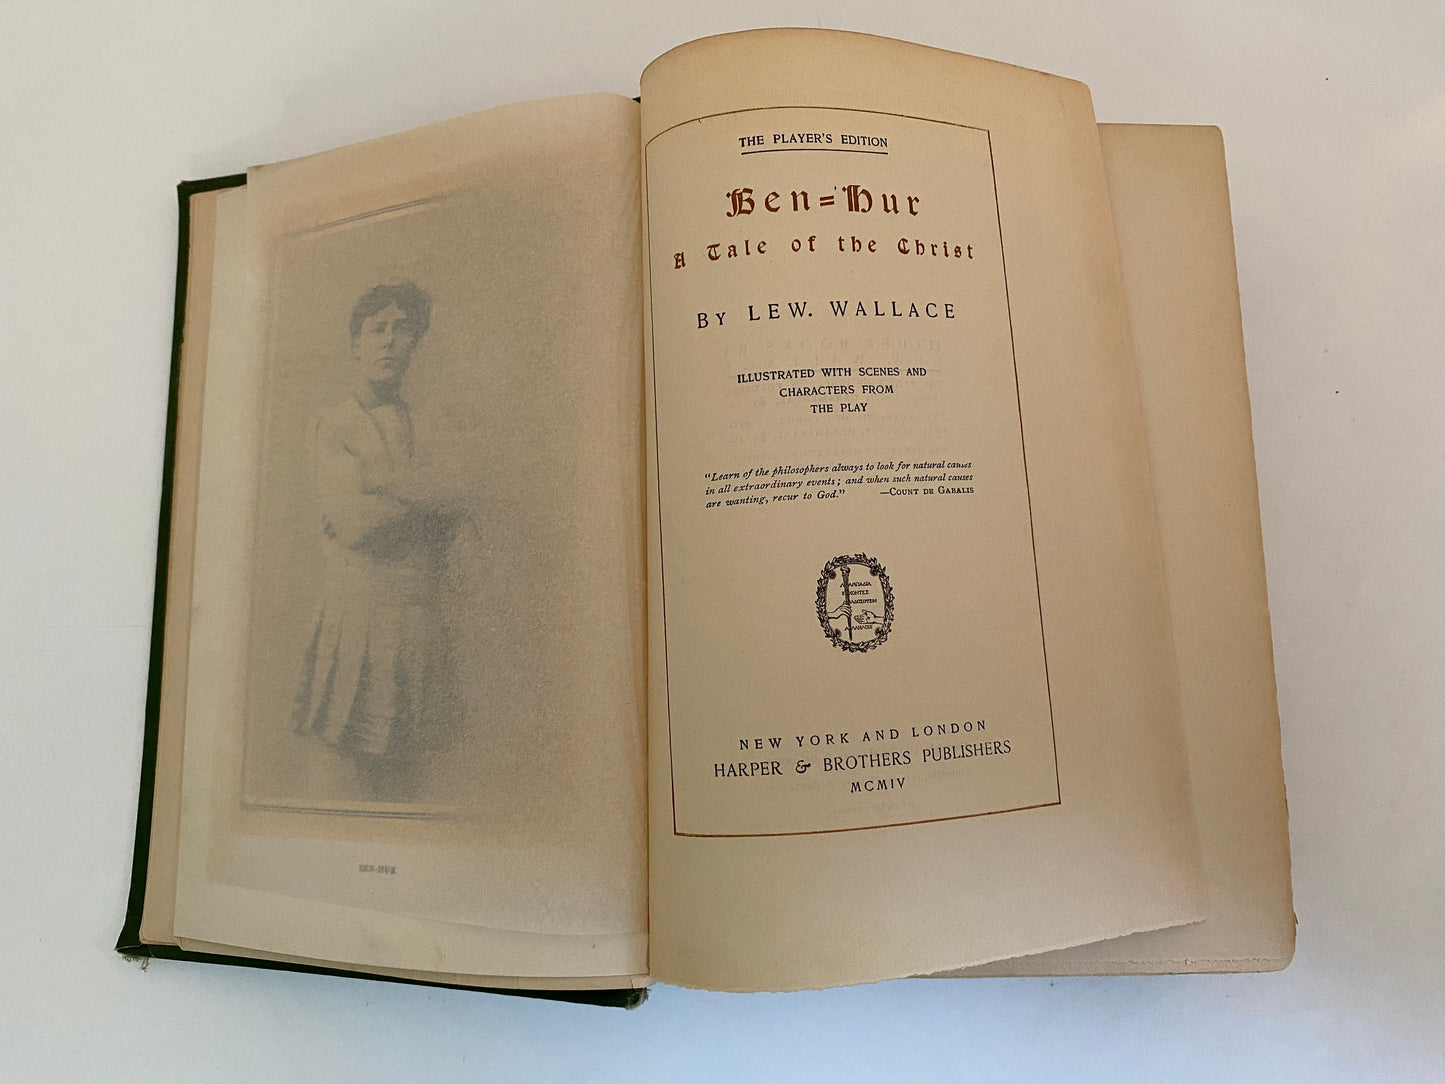 BEN-HUR
THE PLAYER'S EDITION
Ben=Hur
A Tale of the Christ
BY LEW. WALLACE
ILLUSTRATED WITH SCENES AND
CHARACTERS FROM
THE PLAY
"Learn of the philosophers always to look for natural causes
in all extraordinary events; and when such natural causes
are wanting, recur to God." —COUNT DE GABALIS
NEW YORK AND LONDON
HARPER & BROTHERS PUBLISHERS
MCMIV